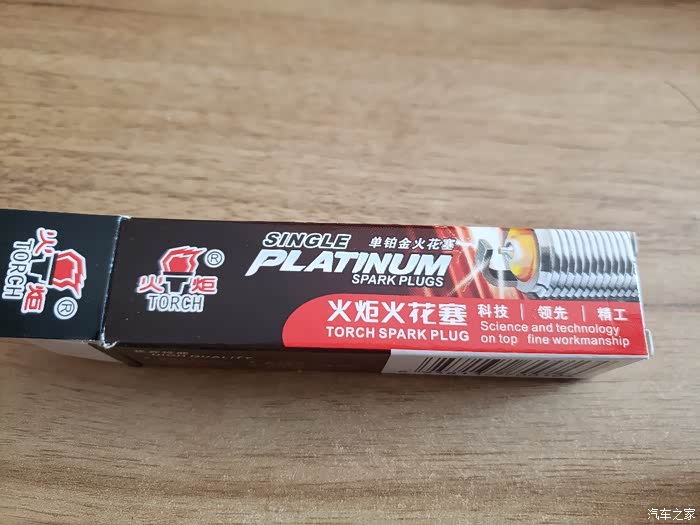 火炬®
TORCH
火炬®
TORCH
SINGLE 单铂金火花塞
PLATINUM
SPARK PLUGS
火炬火花塞
TORCH SPARK PLUG
科技 | 领先 | 精工
Science and technology
on top fine workmanship
HIGH QUALITY
汽车之家